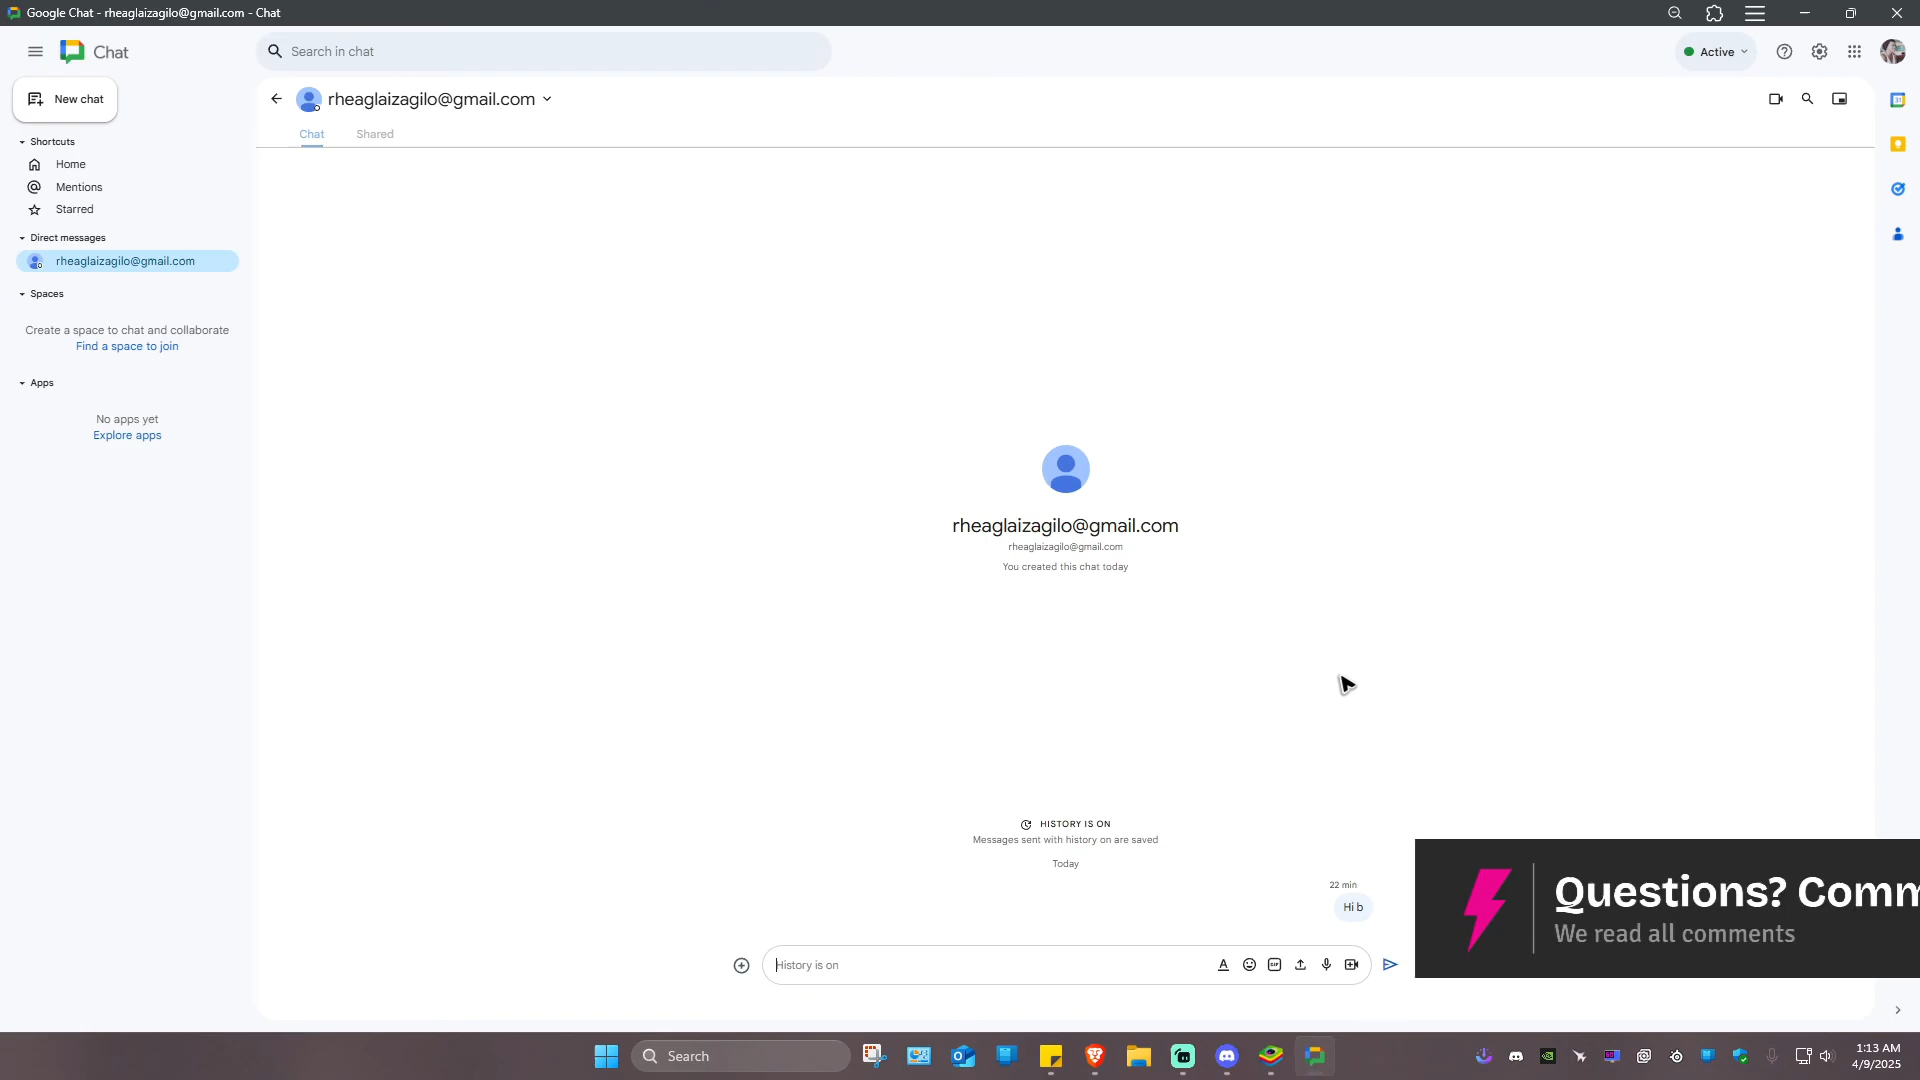 Google Chat - rheaglaizagilo@gmail.com - Chat
Chat
Search in chat
Active
New chat
rheaglaizagilo@gmail.com
Chat
Shared
Shortcuts
Home
Mentions
Starred
Direct messages
rheaglaizagilo@gmail.com
Spaces
Create a space to chat and collaborate
Find a space to join
Apps
No apps yet
Explore apps
rheaglaizagilo@gmail.com
rheaglaizagilo@gmail.com
You created this chat today
HISTORY IS ON
Messages sent with history on are saved
Today
22 min
Hi b
History is on
GIF
Questions? Comm
We read all comments
Search
1:13 AM
4/9/2025